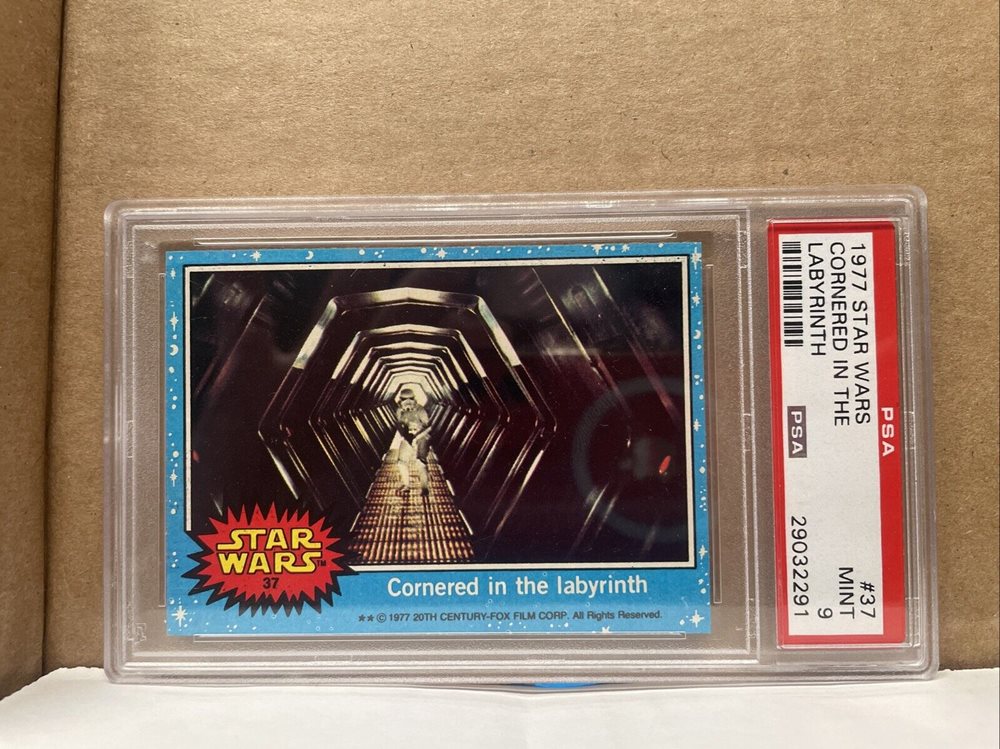 STAR
WARS™
37
Cornered in the labyrinth
★★ © 1977 20TH CENTURY-FOX FILM CORP. All Rights Reserved.
PSA
1977 STAR WARS
CORNERED IN THE
LABYRINTH
#37
MINT
9
PSA
29032291